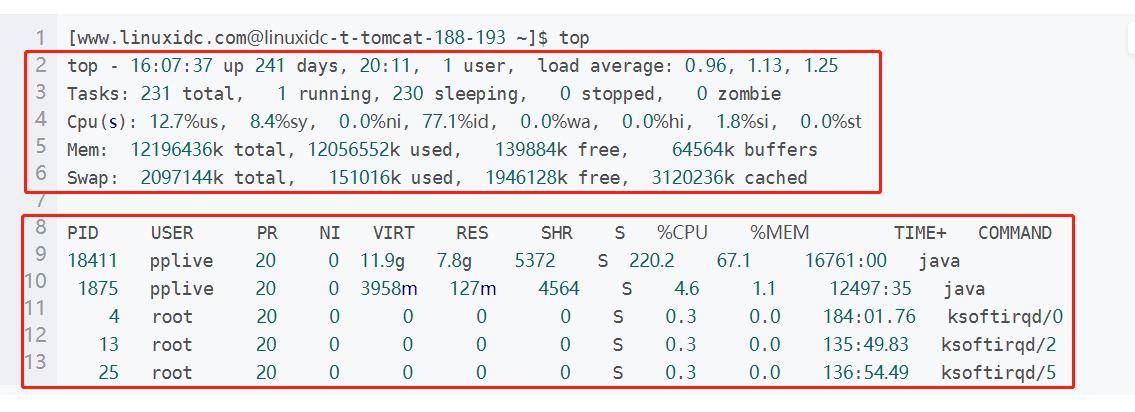 1 [www.linuxidc.com@linuxidc-t-tomcat-188-193 ~]$ top
2 top - 16:07:37 up 241 days, 20:11, 1 user, load average: 0.96, 1.13, 1.25
3 Tasks: 231 total, 1 running, 230 sleeping, 0 stopped, 0 zombie
4 Cpu(s): 12.7%us, 8.4%sy, 0.0%ni, 77.1%id, 0.0%wa, 0.0%hi, 1.8%si, 0.0%st
5 Mem: 12196436k total, 12056552k used, 139884k free, 64564k buffers
6 Swap: 2097144k total, 151016k used, 1946128k free, 3120236k cached
7
8 PID USER PR NI VIRT RES SHR S %CPU %MEM TIME+ COMMAND
9 18411 pplive 20 0 11.9g 7.8g 5372 S 220.2 67.1 16761:00 java
10 1875 pplive 20 0 3958m 127m 4564 S 4.6 1.1 12497:35 java
11 4 root 20 0 0 0 0 S 0.3 0.0 184:01.76 ksoftirqd/0
12 13 root 20 0 0 0 0 S 0.3 0.0 135:49.83 ksoftirqd/2
13 25 root 20 0 0 0 0 S 0.3 0.0 136:54.49 ksoftirqd/5